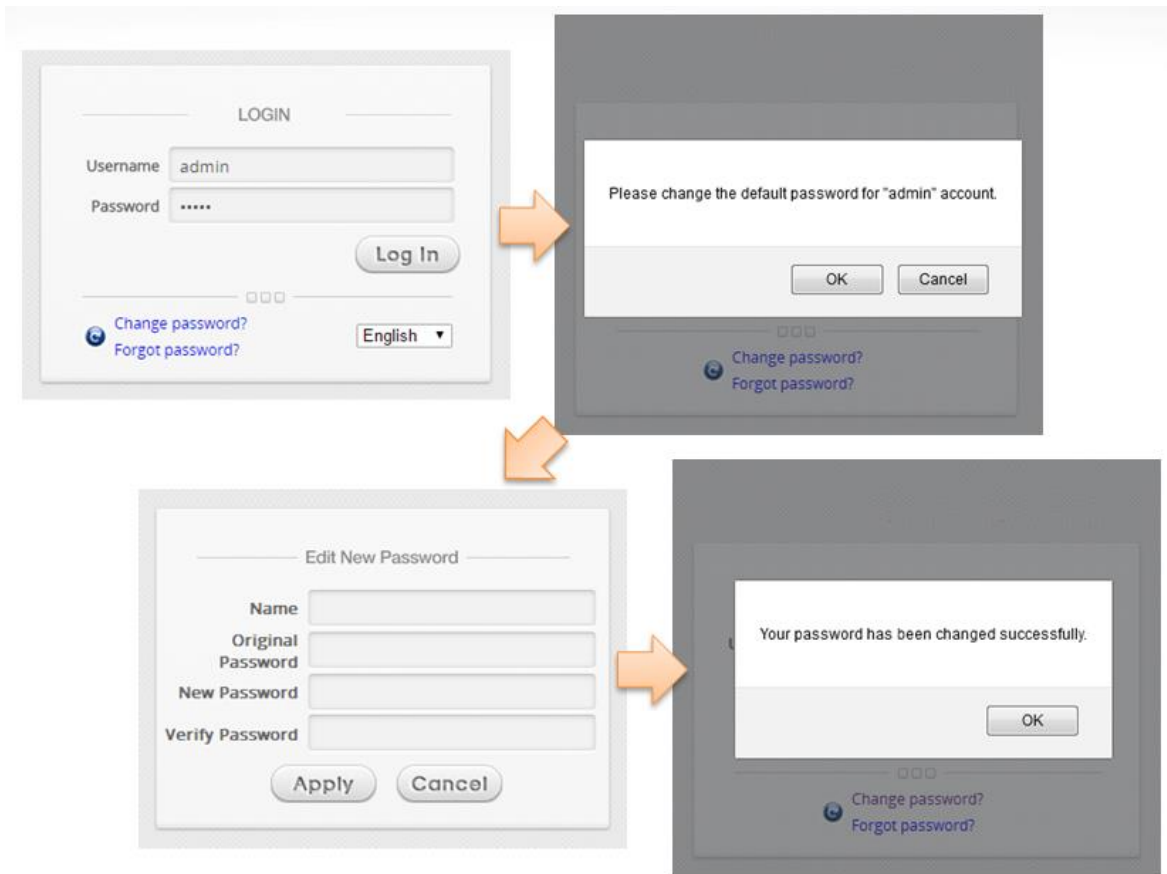 LOGIN
Username admin
Password •••••
Log In
Change password?
Forgot password?
English
Please change the default password for "admin" account.
OK Cancel
Change password?
Forgot password?
Edit New Password
Name
Original
Password
New Password
Verify Password
Apply Cancel
Your password has been changed successfully.
OK
Change password?
Forgot password?